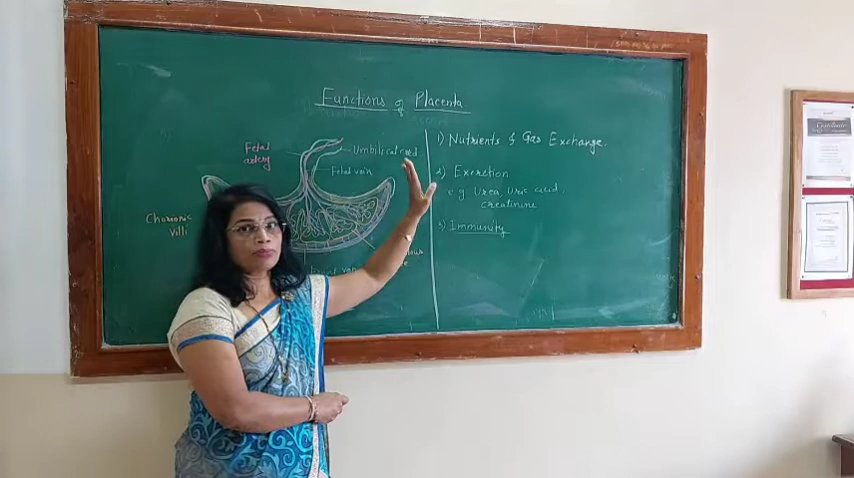 Functions of Placenta
Fetal
artery
Umbilical cord
Fetal vein
Chorionic
Villi
1) Nutrients & Gas Exchange.
2) Excretion
e.g. Urea, Uric acid,
creatinine
3) Immunity